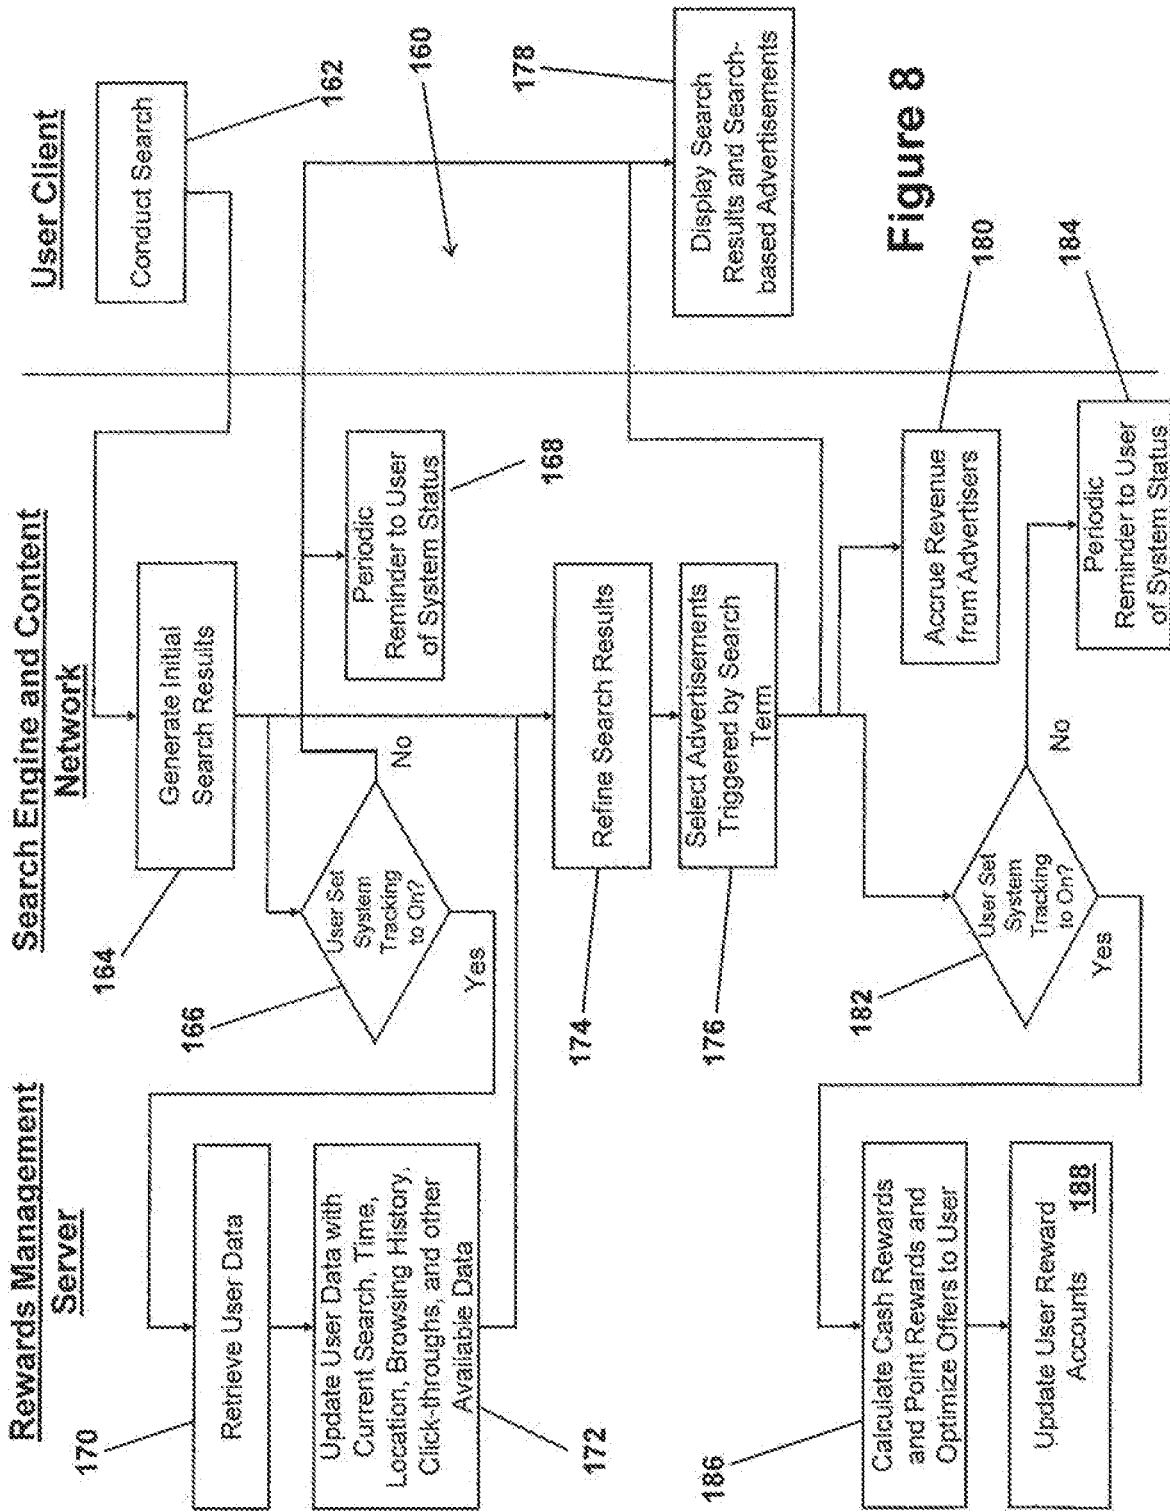 Rewards Management
Server
Search Engine and Content
Network
User Client
Conduct Search
162
Generate Initial
Search Results
164
User Set
System
Tracking
to On?
166
No
Yes
Periodic
Reminder to User
of System Status
168
160
170
Retrieve User Data
Update User Data with
Current Search, Time,
Location, Browsing History,
Click-throughs, and other
Available Data
172
Refine Search Results
174
Select Advertisements
Triggered by Search
Term
176
178
Display Search
Results and Search-
based Advertisements
Accrue Revenue
from Advertisers
180
User Set
System
Tracking
to On?
182
No
Yes
Periodic
Reminder to User
of System Status
184
Calculate Cash Rewards
and Point Rewards and
Optimize Offers to User
186
Update User Reward
Accounts 188
Figure 8